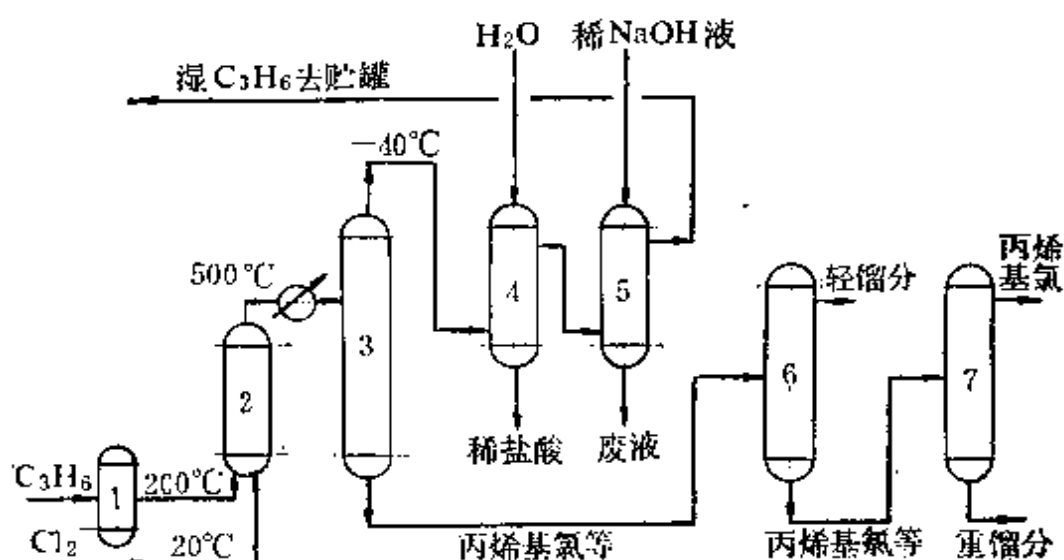 H₂O 稀NaOH液
湿C₃H₆去贮罐
-40℃
500℃
丙烯
基氯
轻馏分
4
5
3
6
7
2
稀盐酸
废液
C₃H₆
1
200℃
Cl₂
20℃
丙烯基氯等
丙烯基氯等
重馏分